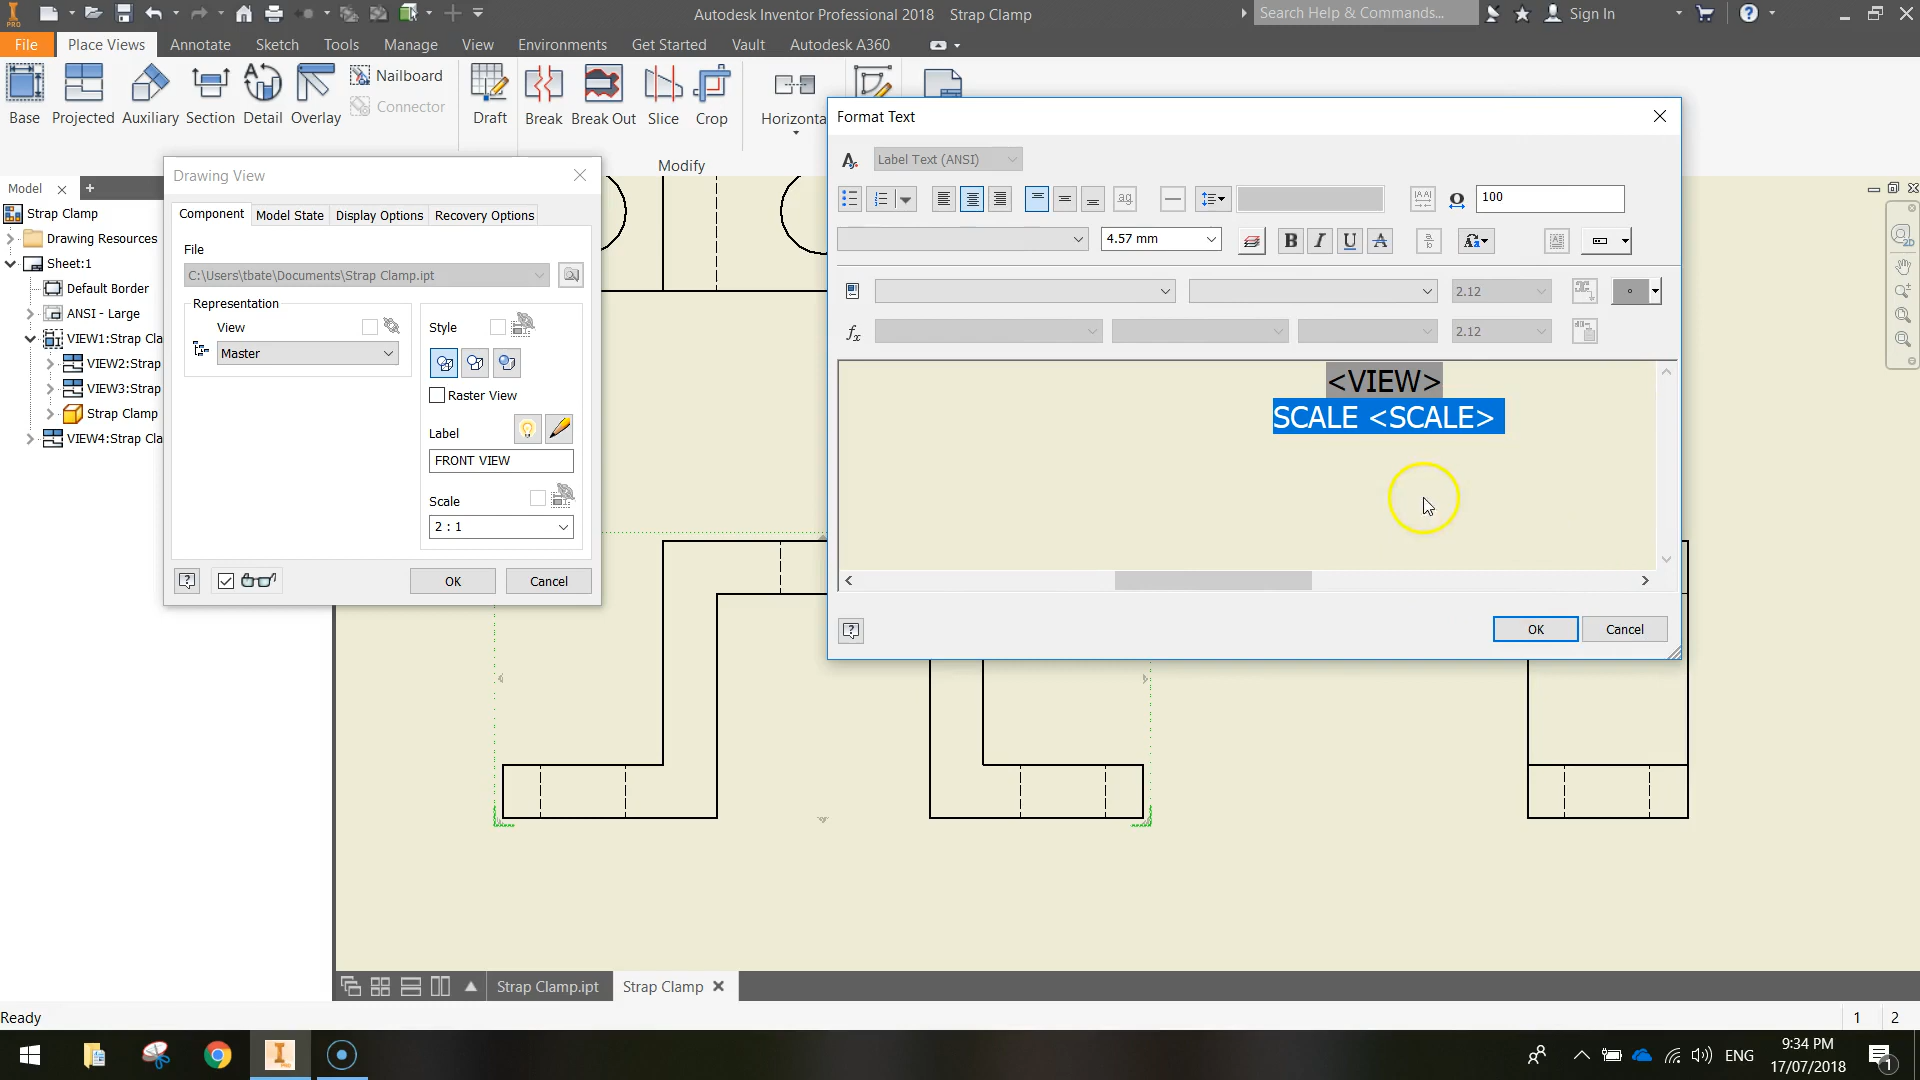 Autodesk Inventor Professional 2018 Strap Clamp
Search Help & Commands...
Sign In
PRO
File
Place Views
Annotate
Sketch
Tools
Manage
View
Environments
Get Started
Vault
Autodesk A360
Base
Projected
Auxiliary
Section
Detail
Overlay
Nailboard
Connector
Draft
Break
Break Out
Slice
Crop
Horizonta
Modify
Model
Strap Clamp
Drawing Resources
Sheet:1
Default Border
ANSI - Large
VIEW1:Strap Cla
VIEW2:Strap
VIEW3:Strap
Strap Clamp
VIEW4:Strap Cla
Drawing View
Component
Model State
Display Options
Recovery Options
File
C:\Users\tbate\Documents\Strap Clamp.ipt
Representation
View
Master
Style
Raster View
Label
FRONT VIEW
Scale
2 : 1
OK
Cancel
Format Text
Label Text (ANSI)
100
4.57 mm
2.12
2.12
<VIEW>
SCALE <SCALE>
OK
Cancel
Strap Clamp.ipt
Strap Clamp
Ready
1
2
ENG
9:34 PM
17/07/2018
1